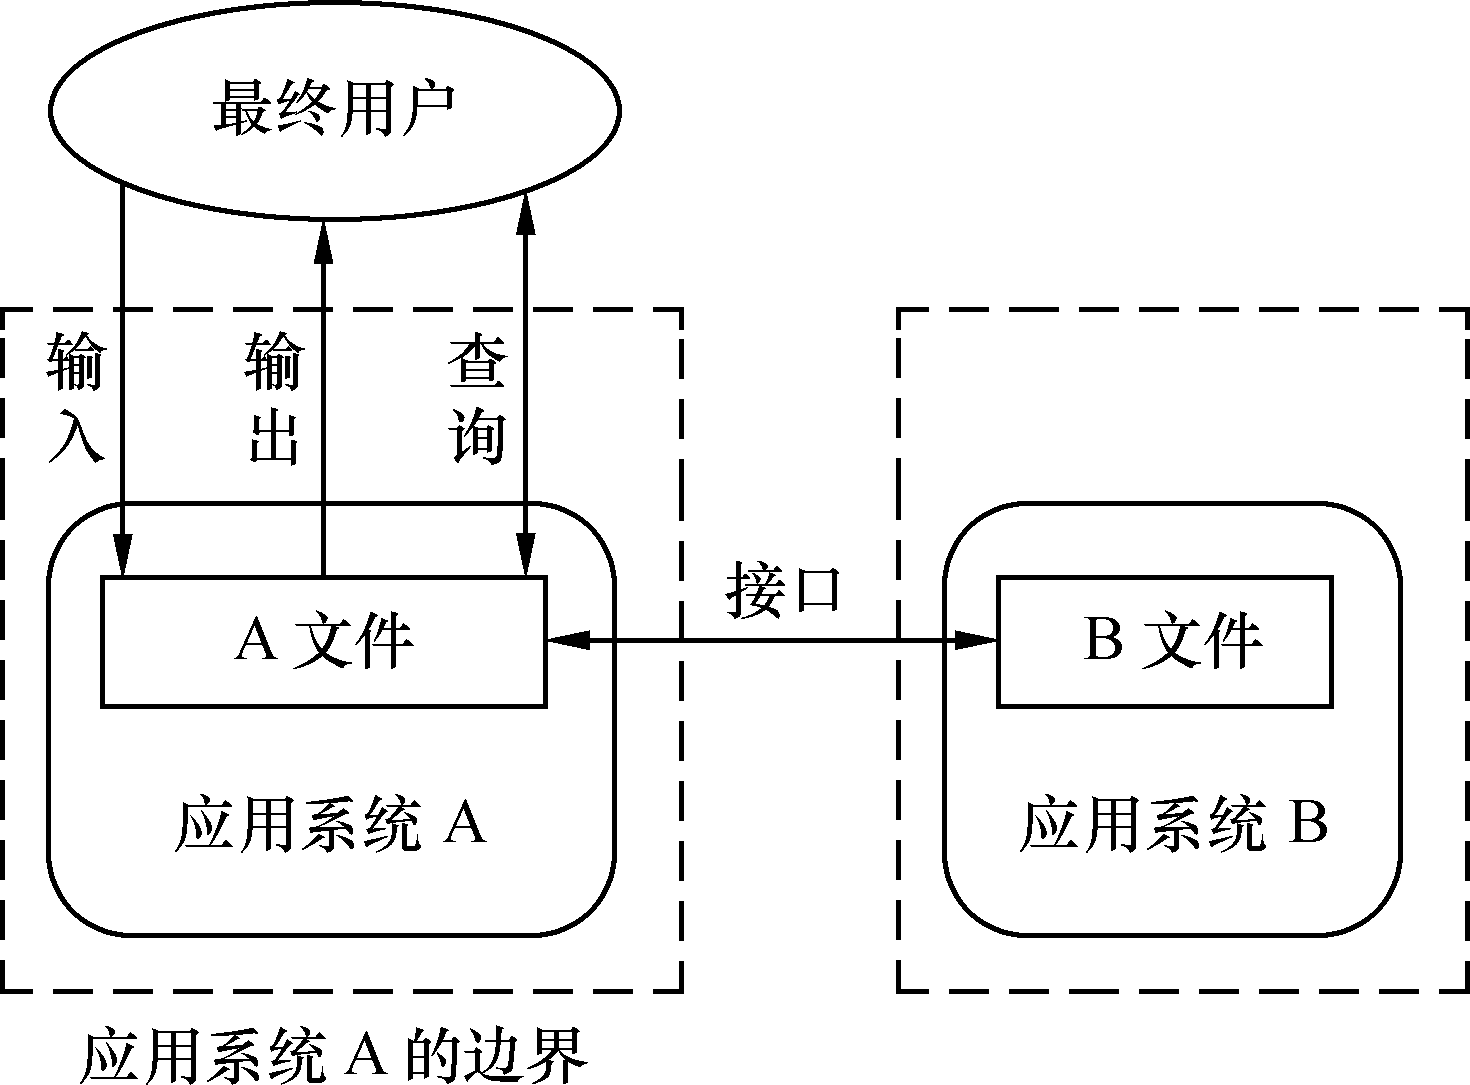 最终用户
输入
输出
查询
接口
A 文件
B 文件
应用系统 A
应用系统 B
应用系统 A 的边界